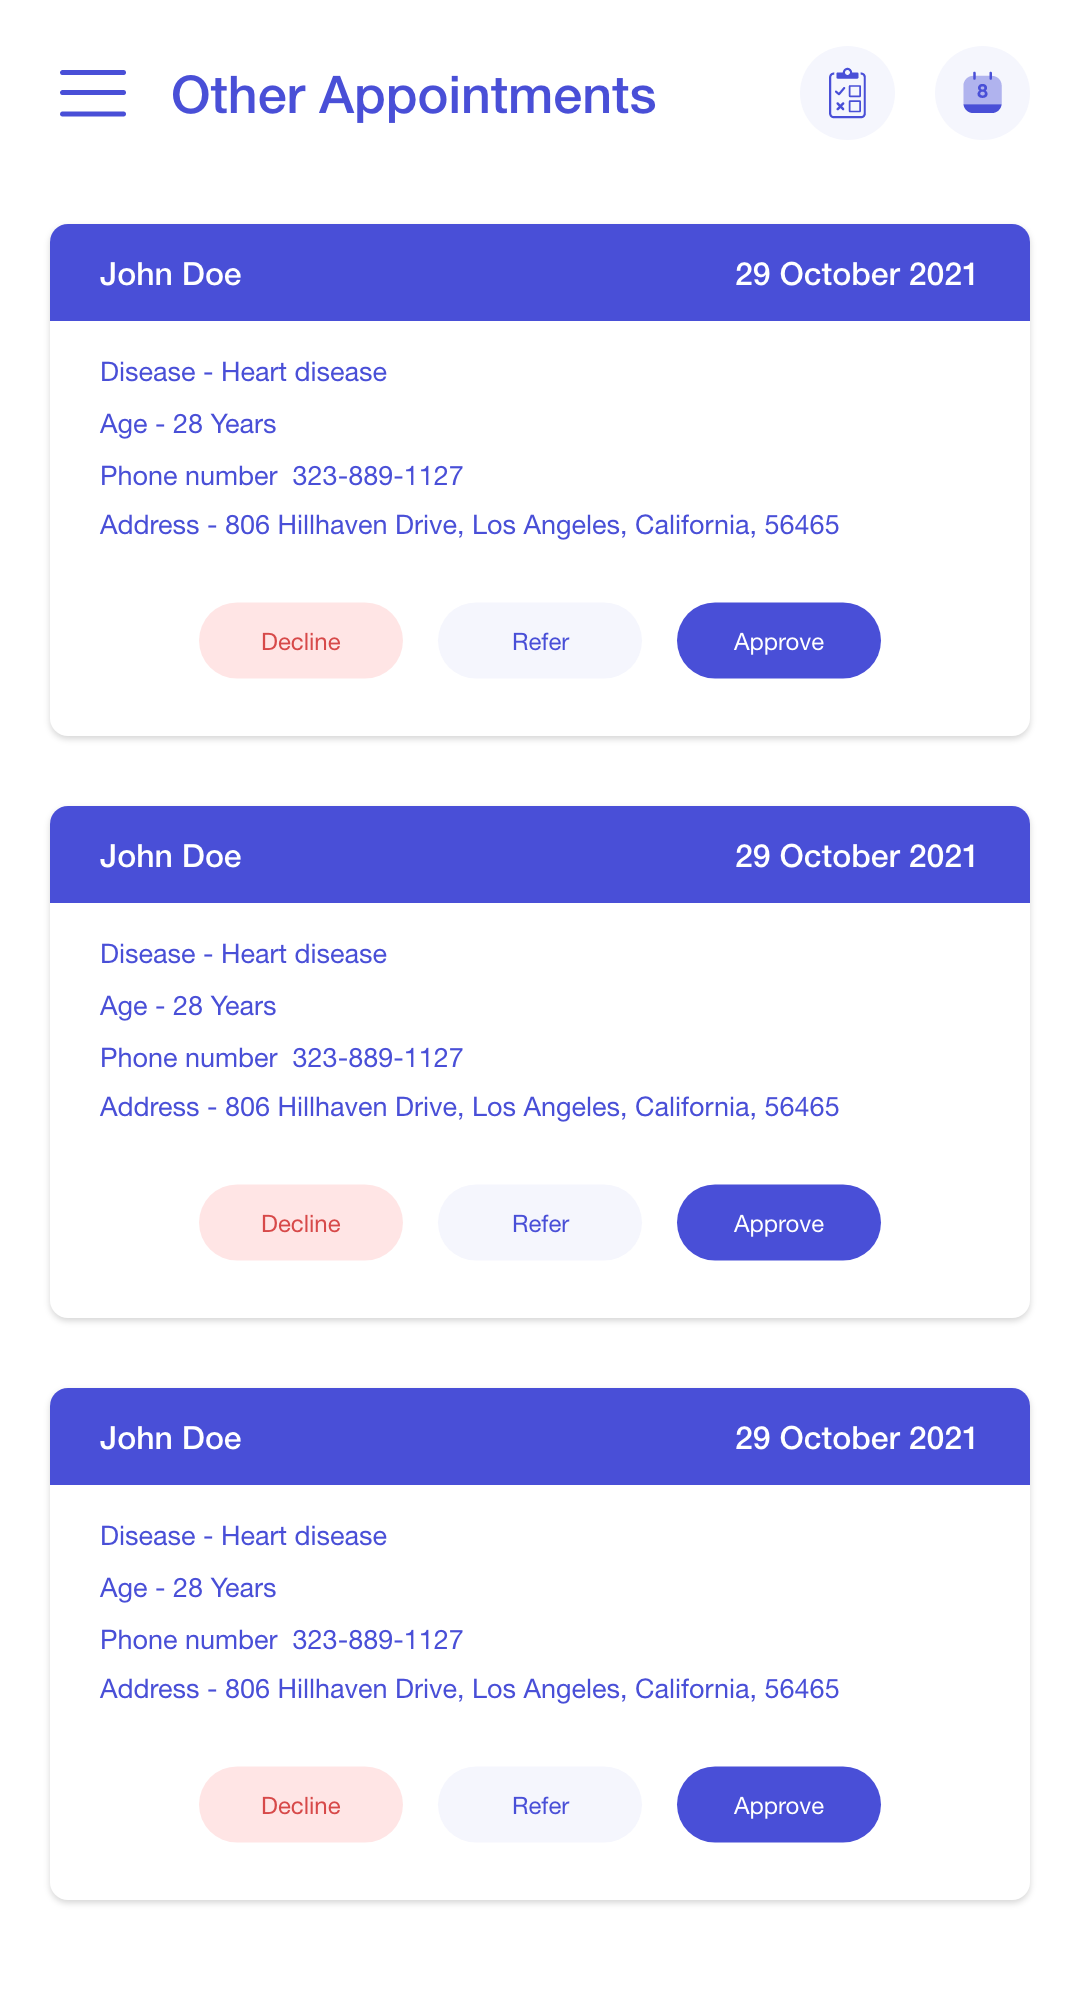 Other Appointments
8
John Doe 29 October 2021
Disease - Heart disease
Age - 28 Years
Phone number  323-889-1127
Address - 806 Hillhaven Drive, Los Angeles, California, 56465
Decline Refer Approve
John Doe 29 October 2021
Disease - Heart disease
Age - 28 Years
Phone number  323-889-1127
Address - 806 Hillhaven Drive, Los Angeles, California, 56465
Decline Refer Approve
John Doe 29 October 2021
Disease - Heart disease
Age - 28 Years
Phone number  323-889-1127
Address - 806 Hillhaven Drive, Los Angeles, California, 56465
Decline Refer Approve